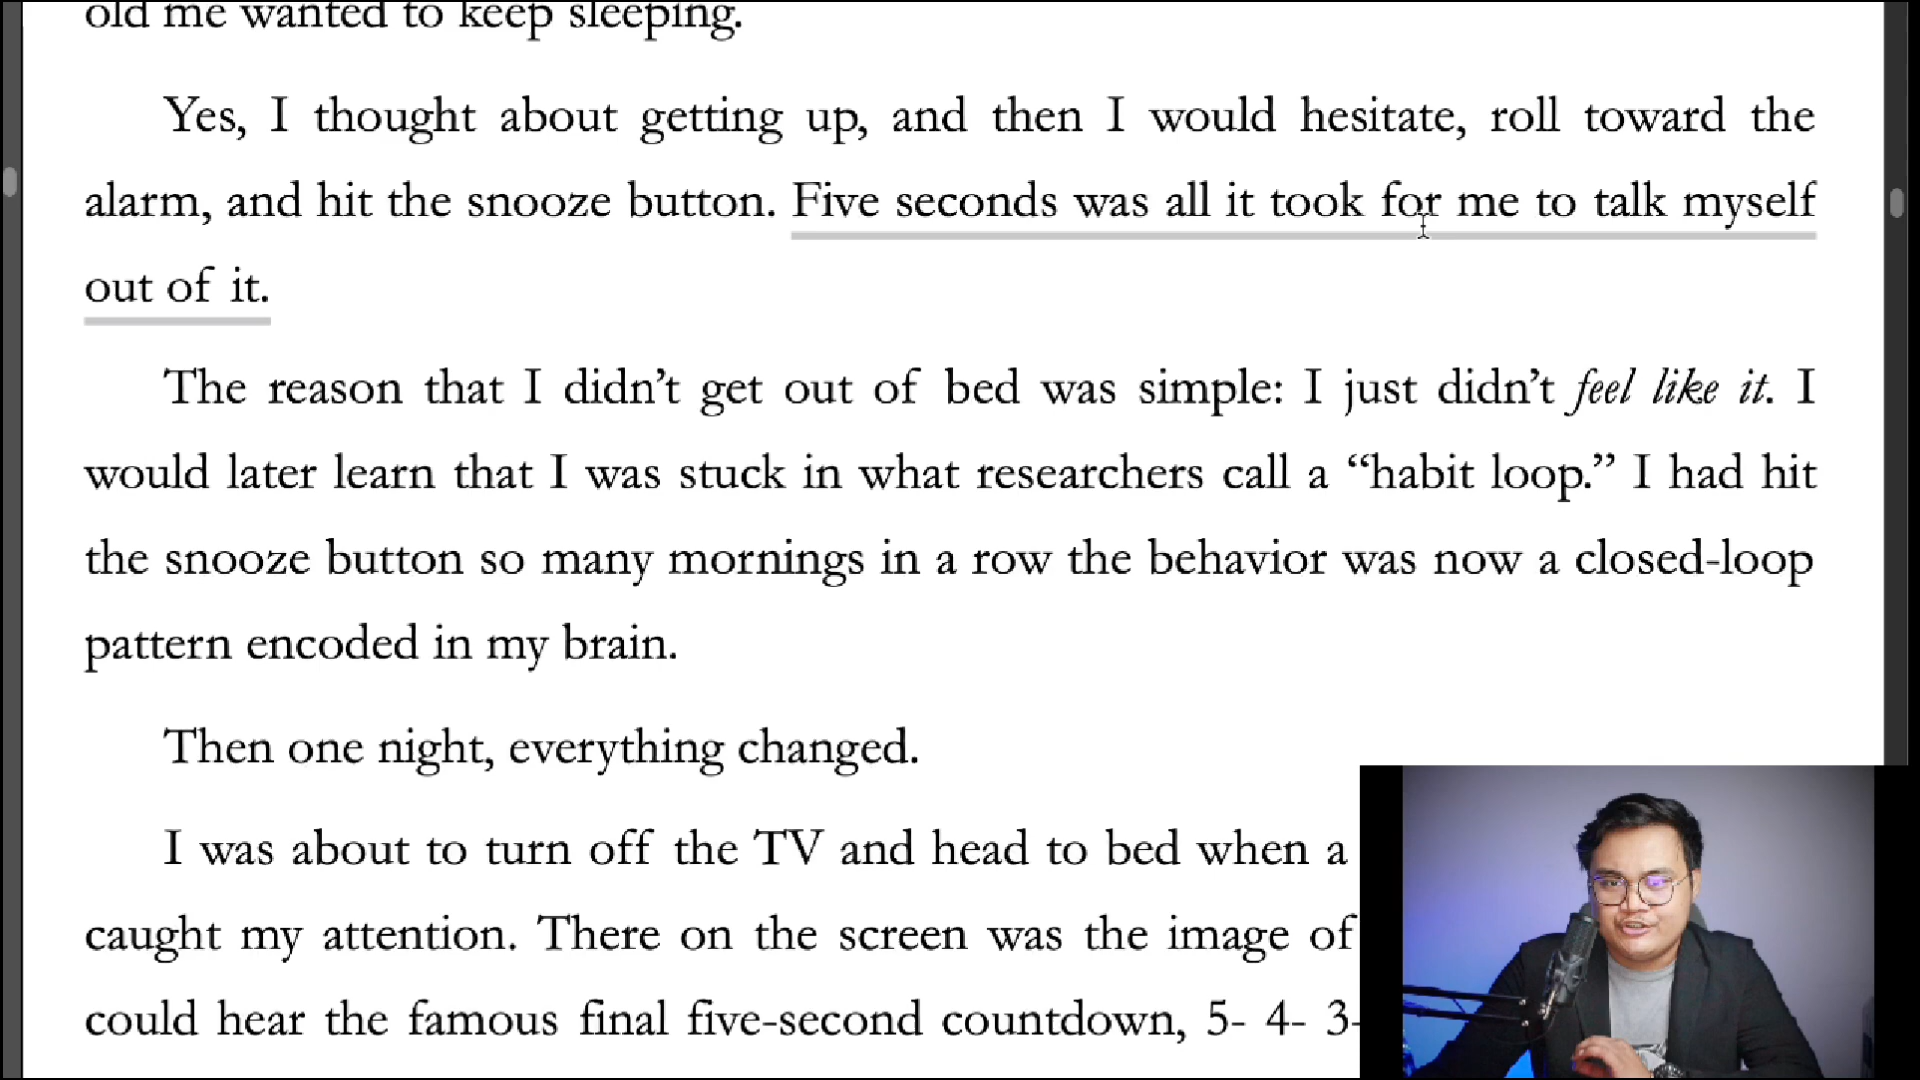 old me wanted to keep sleeping.
Yes, I thought about getting up, and then I would hesitate, roll toward the
alarm, and hit the snooze button. Five seconds was all it took for me to talk myself
out of it.
The reason that I didn’t get out of bed was simple: I just didn’t feel like it. I
would later learn that I was stuck in what researchers call a “habit loop.” I had hit
the snooze button so many mornings in a row the behavior was now a closed-loop
pattern encoded in my brain.
Then one night, everything changed.
I was about to turn off the TV and head to bed when a
caught my attention. There on the screen was the image of
could hear the famous final five-second countdown, 5- 4- 3-